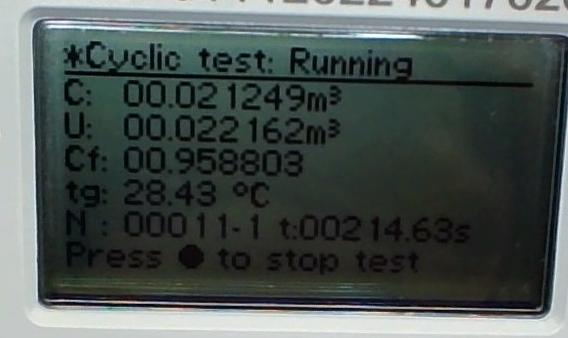 *Cyclic test: Running
C: 00.021249m³
U: 00.022162m³
Cf: 00.958803
tg: 28.43 °C
N : 00011-1 t:00214.63s
Press ● to stop test